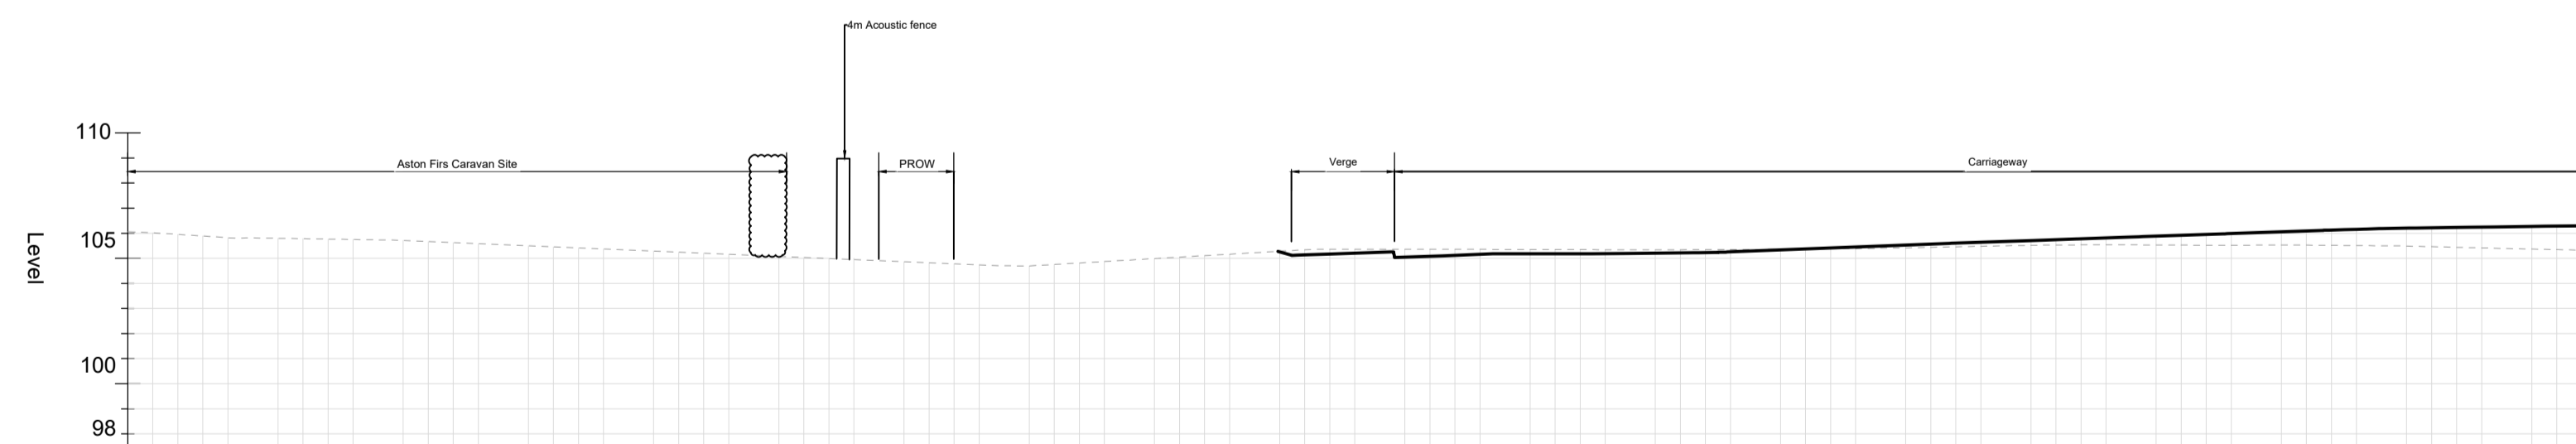 4m Acoustic fence
110
Aston Firs Caravan Site
PROW
Verge
Carriageway
105
Level
100
98